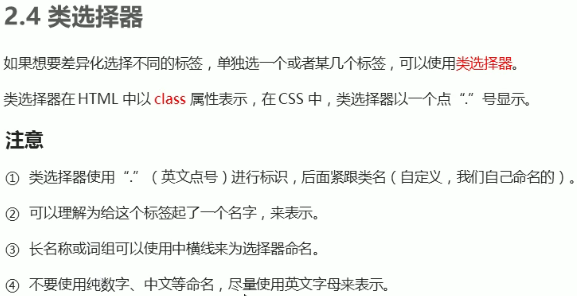 2.4 类选择器
如果想要差异化选择不同的标签，单独选一个或者某几个标签，可以使用类选择器。
类选择器在 HTML 中以 class 属性表示，在 CSS 中，类选择器以一个点“.”号显示。
注意
① 类选择器使用“.”（英文点号）进行标识，后面紧跟类名（自定义，我们自己命名的）。
② 可以理解为给这个标签起了一个名字，来表示。
③ 长名称或词组可以使用中横线来为选择器命名。
④ 不要使用纯数字、中文等命名，尽量使用英文字母来表示。